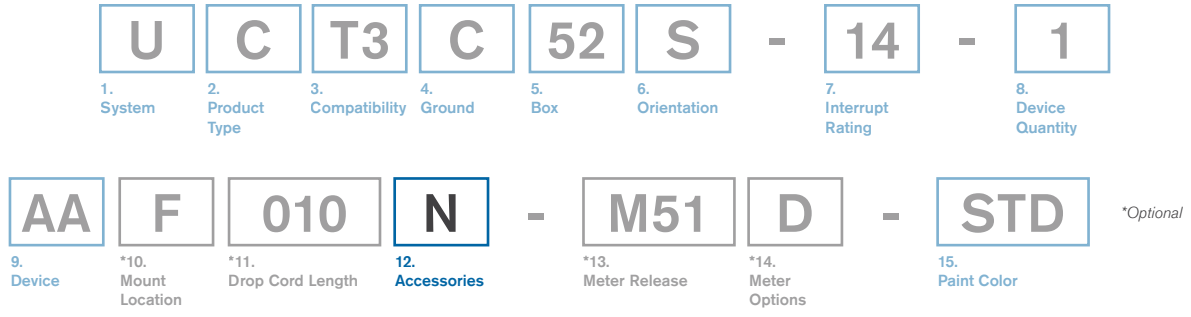 U C T3 C 52 S - 14 - 1
1. 2. 3. 4. 5. 6. 7. 8.
System Product Compatibility Ground Box Orientation Interrupt Device
Type Rating Quantity
AA F 010 N - M51 D - STD *Optional
9. *10. *11. 12. *13. *14. 15.
Device Mount Drop Cord Length Accessories Meter Release Meter Paint Color
Location Options